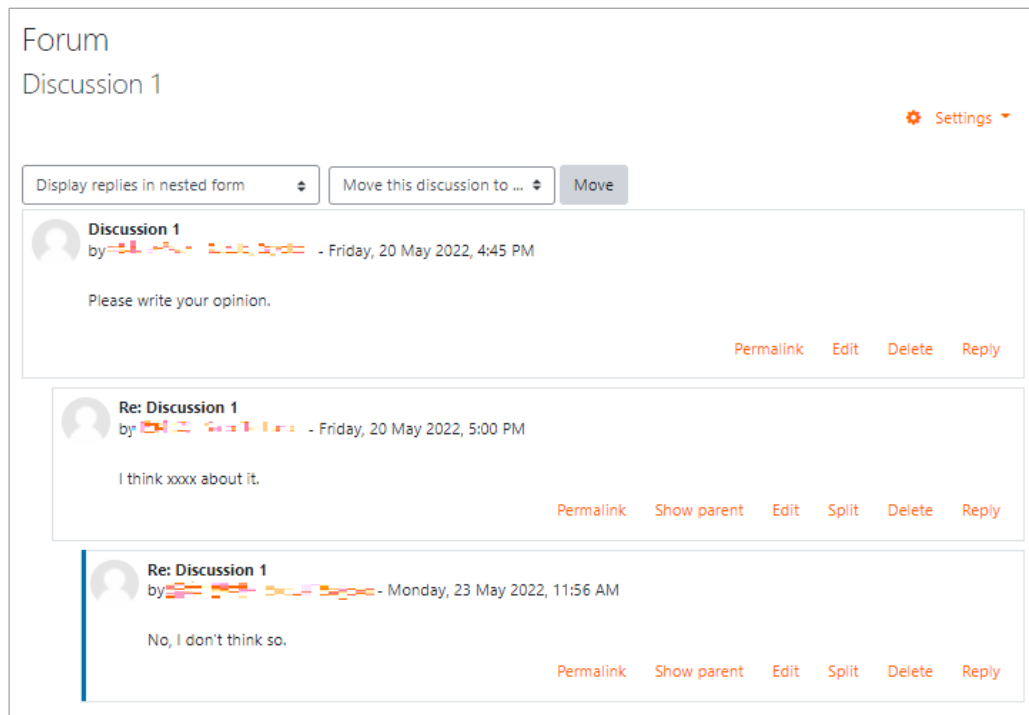 Forum
Discussion 1
Settings
Display replies in nested form
Move this discussion to ...
Move
Discussion 1
by - Friday, 20 May 2022, 4:45 PM
Please write your opinion.
Permalink Edit Delete Reply
Re: Discussion 1
by - Friday, 20 May 2022, 5:00 PM
I think xxxx about it.
Permalink Show parent Edit Split Delete Reply
Re: Discussion 1
by - Monday, 23 May 2022, 11:56 AM
No, I don't think so.
Permalink Show parent Edit Split Delete Reply